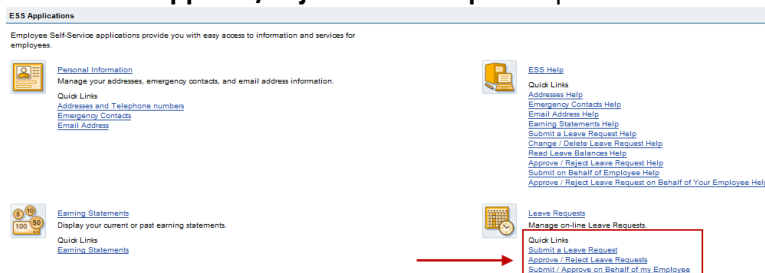 ESS Applications
Employee Self-Service applications provide you with easy access to information and services for
employees.
Personal Information
Manage your addresses, emergency contacts, and email address information.
Quick Links
Addresses and Telephone numbers
Emergency Contacts
Email Address
ESS Help
Quick Links
Addresses Help
Emergency Contacts Help
Email Address Help
Earning Statements Help
Submit a Leave Request Help
Change / Delete Leave Request Help
Read Leave Balances Help
Approve / Reject Leave Request Help
Submit on Behalf of Employee Help
Approve / Reject Leave Request on Behalf of Your Employee Help
5 10
100 50
Earning Statements
Display your current or past earning statements.
Quick Links
Earning Statements
Leave Requests
Manage on-line Leave Requests.
Quick Links
Submit a Leave Request
Approve / Reject Leave Requests
Submit / Approve on Behalf of my Employee